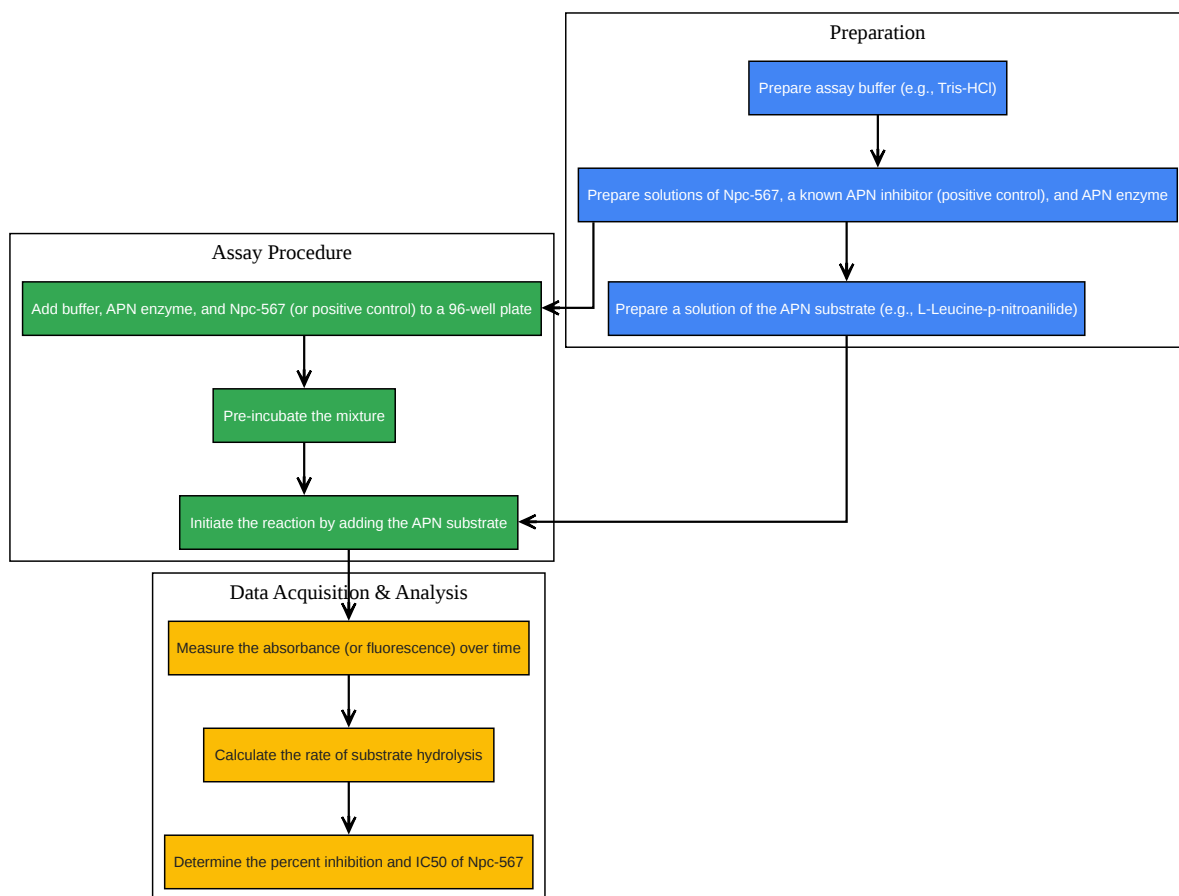 Preparation
Prepare assay buffer (e.g., Tris-HCl)
Prepare solutions of Npc-567, a known APN inhibitor (positive control), and APN enzyme
Prepare a solution of the APN substrate (e.g., L-Leucine-p-nitroanilide)
Assay Procedure
Add buffer, APN enzyme, and Npc-567 (or positive control) to a 96-well plate
Pre-incubate the mixture
Initiate the reaction by adding the APN substrate
Data Acquisition & Analysis
Measure the absorbance (or fluorescence) over time
Calculate the rate of substrate hydrolysis
Determine the percent inhibition and IC50 of Npc-567